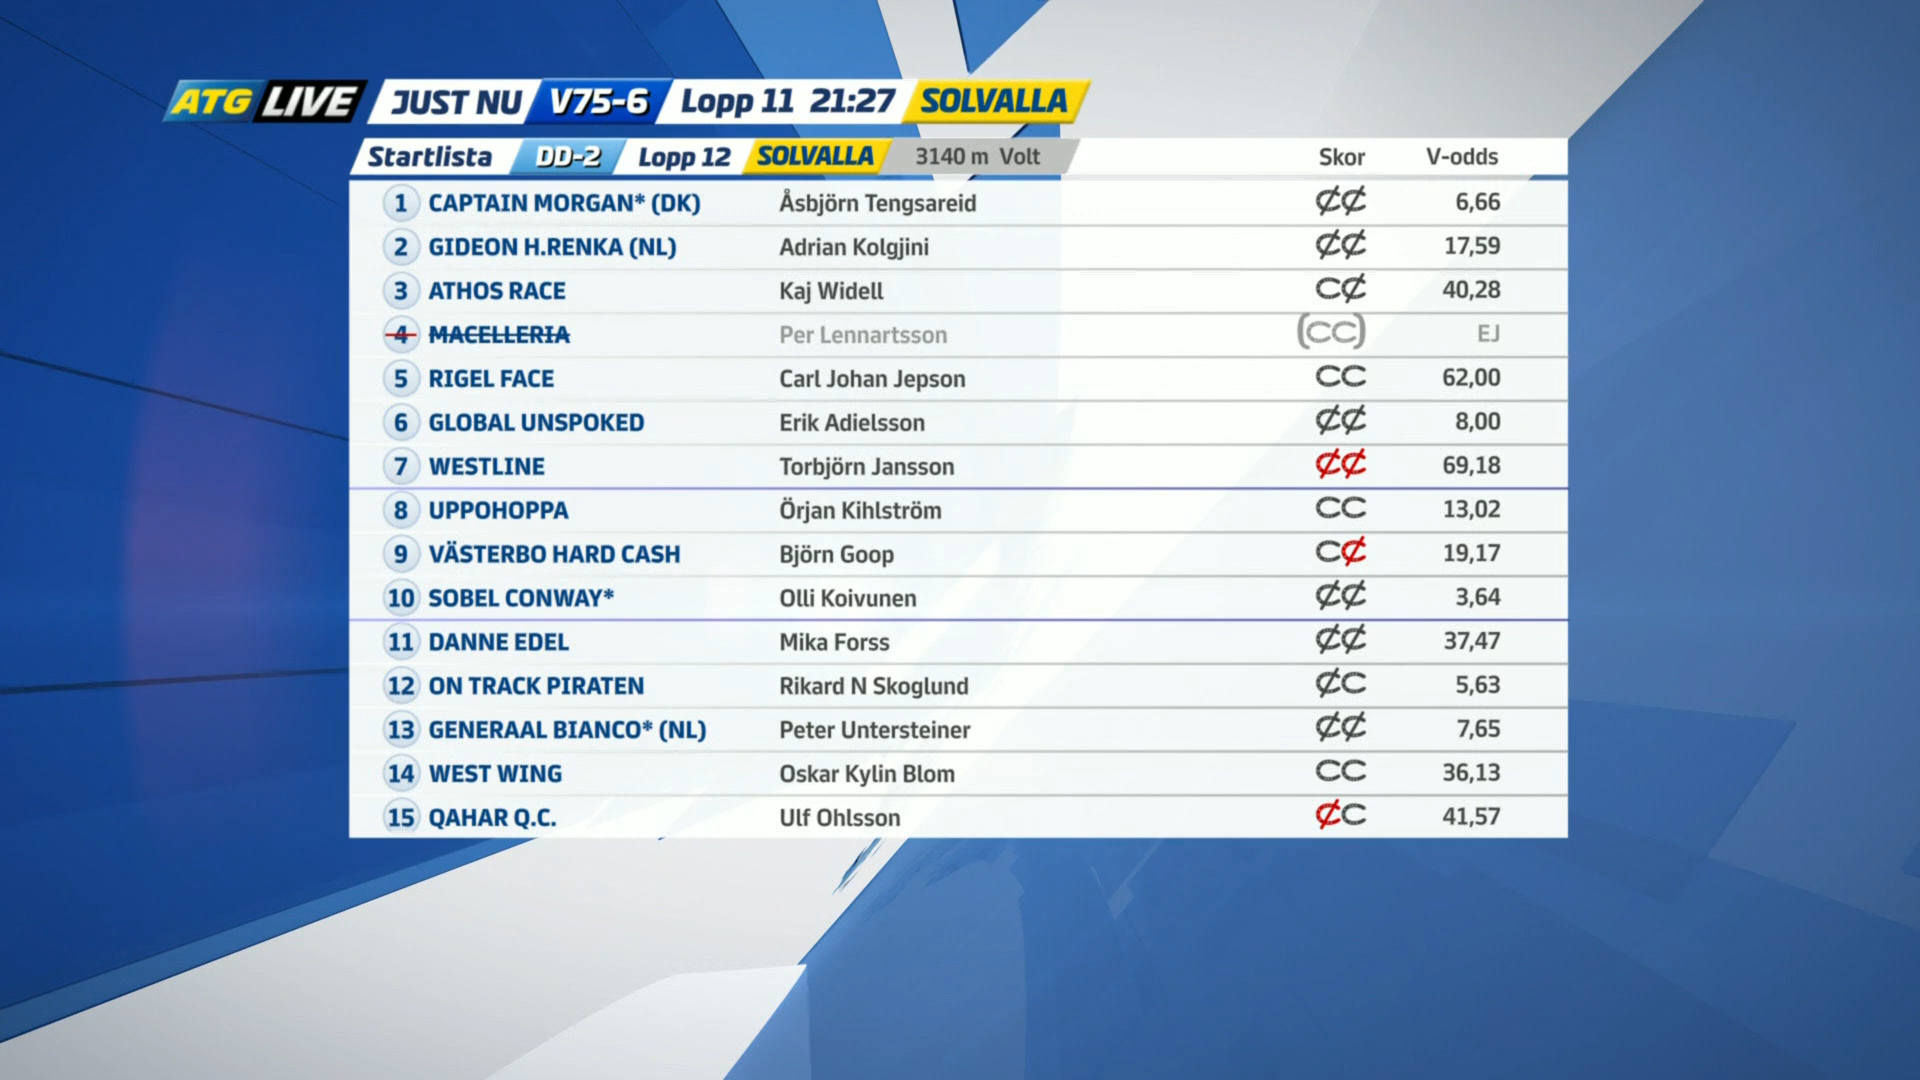 ATG LIVE JUST NU V75-6 Lopp 11 21:27 SOLVALLA
Startlista DD-2 Lopp 12 SOLVALLA 3140 m Volt Skor V-odds
1 CAPTAIN MORGAN* (DK) Åsbjörn Tengsareid 6,66
2 GIDEON H.RENKA (NL) Adrian Kolgjini 17,59
3 ATHOS RACE Kaj Widell 40,28
4 MACELLERIA Per Lennartsson EJ
5 RIGEL FACE Carl Johan Jepson 62,00
6 GLOBAL UNSPOKED Erik Adielsson 8,00
7 WESTLINE Torbjörn Jansson 69,18
8 UPPOHOPPA Örjan Kihlström 13,02
9 VÄSTERBO HARD CASH Björn Goop 19,17
10 SOBEL CONWAY* Olli Koivunen 3,64
11 DANNE EDEL Mika Forss 37,47
12 ON TRACK PIRATEN Rikard N Skoglund 5,63
13 GENERAAL BIANCO* (NL) Peter Untersteiner 7,65
14 WEST WING Oskar Kylin Blom 36,13
15 QAHAR Q.C. Ulf Ohlsson 41,57